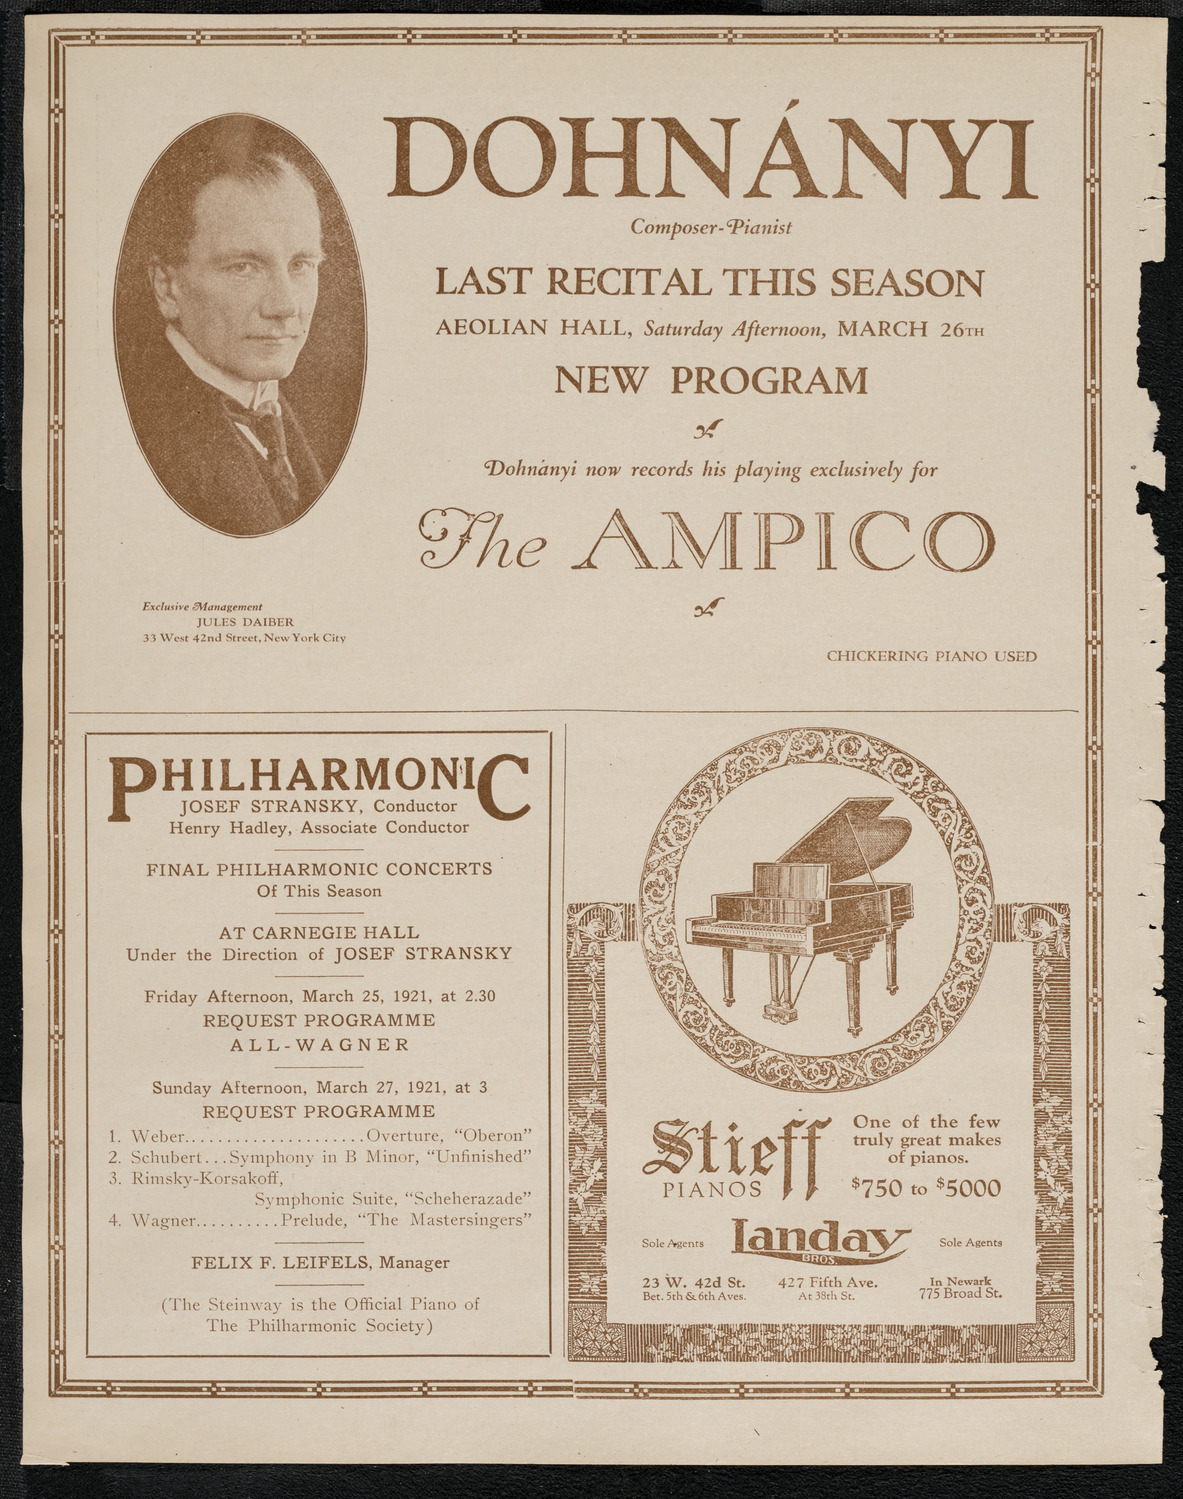 DOHNÁNYI
Composer-Pianist
LAST RECITAL THIS SEASON
AEOLIAN HALL, Saturday Afternoon, MARCH 26TH
NEW PROGRAM
Dohnányi now records his playing exclusively for
The AMPICO
Exclusive Management
JULES DAIBER
33 West 42nd Street, New York City
CHICKERING PIANO USED
PHILHARMONIC
JOSEF STRANSKY, Conductor
Henry Hadley, Associate Conductor
FINAL PHILHARMONIC CONCERTS
Of This Season
AT CARNEGIE HALL
Under the Direction of JOSEF STRANSKY
Friday Afternoon, March 25, 1921, at 2.30
REQUEST PROGRAMME
ALL-WAGNER
Sunday Afternoon, March 27, 1921, at 3
REQUEST PROGRAMME
1. Weber.....................Overture, "Oberon"
2. Schubert...Symphony in B Minor, "Unfinished"
3. Rimsky-Korsakoff,
Symphonic Suite, "Scheherazade"
4. Wagner..........Prelude, "The Mastersingers"
FELIX F. LEIFELS, Manager
(The Steinway is the Official Piano of
The Philharmonic Society)
Stieff
PIANOS
One of the few
truly great makes
of pianos.
$750 to $5000
Sole Agents
Landay
BROS.
Sole Agents
23 W. 42d St.
Bet. 5th & 6th Aves.
427 Fifth Ave.
At 38th St.
In Newark
775 Broad St.